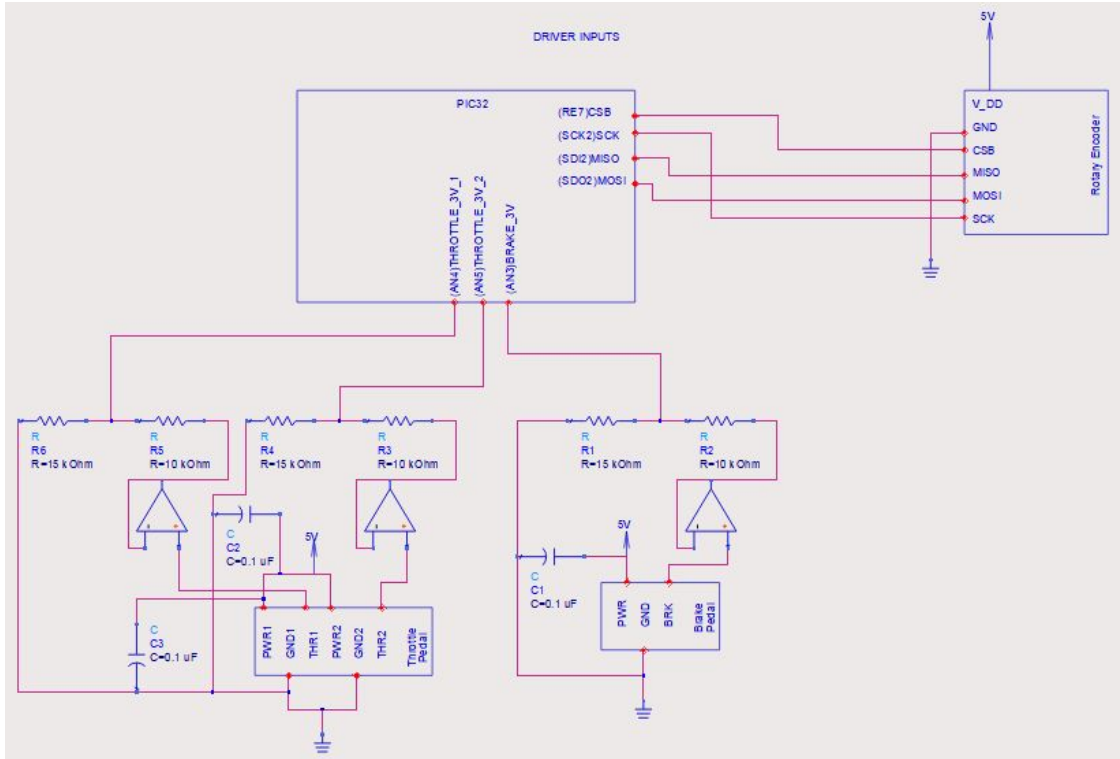 DRIVER INPUTS
5V
PIC32
(RE7)CSB
(SCK2)SCK
(SDI2)MISO
(SDO2)MOSI
(AN4)THROTTLE_3V_1
(AN5)THROTTLE_3V_2
(AN3)BRAKE_3V
V_DD
GND
CSB
MISO
MOSI
SCK
Rotary Encoder
R
R6
R=15 kOhm
R
R5
R=10 kOhm
R
R4
R=15 kOhm
R
R3
R=10 kOhm
R
R1
R=15 kOhm
R
R2
R=10 kOhm
C
C2
C=0.1 uF
5V
C
C3
C=0.1 uF
PWR1
GND1
THR1
PWR2
GND2
THR2
Throttle
Pedal
5V
C
C1
C=0.1 uF
PWR
GND
BRK
Brake
Pedal